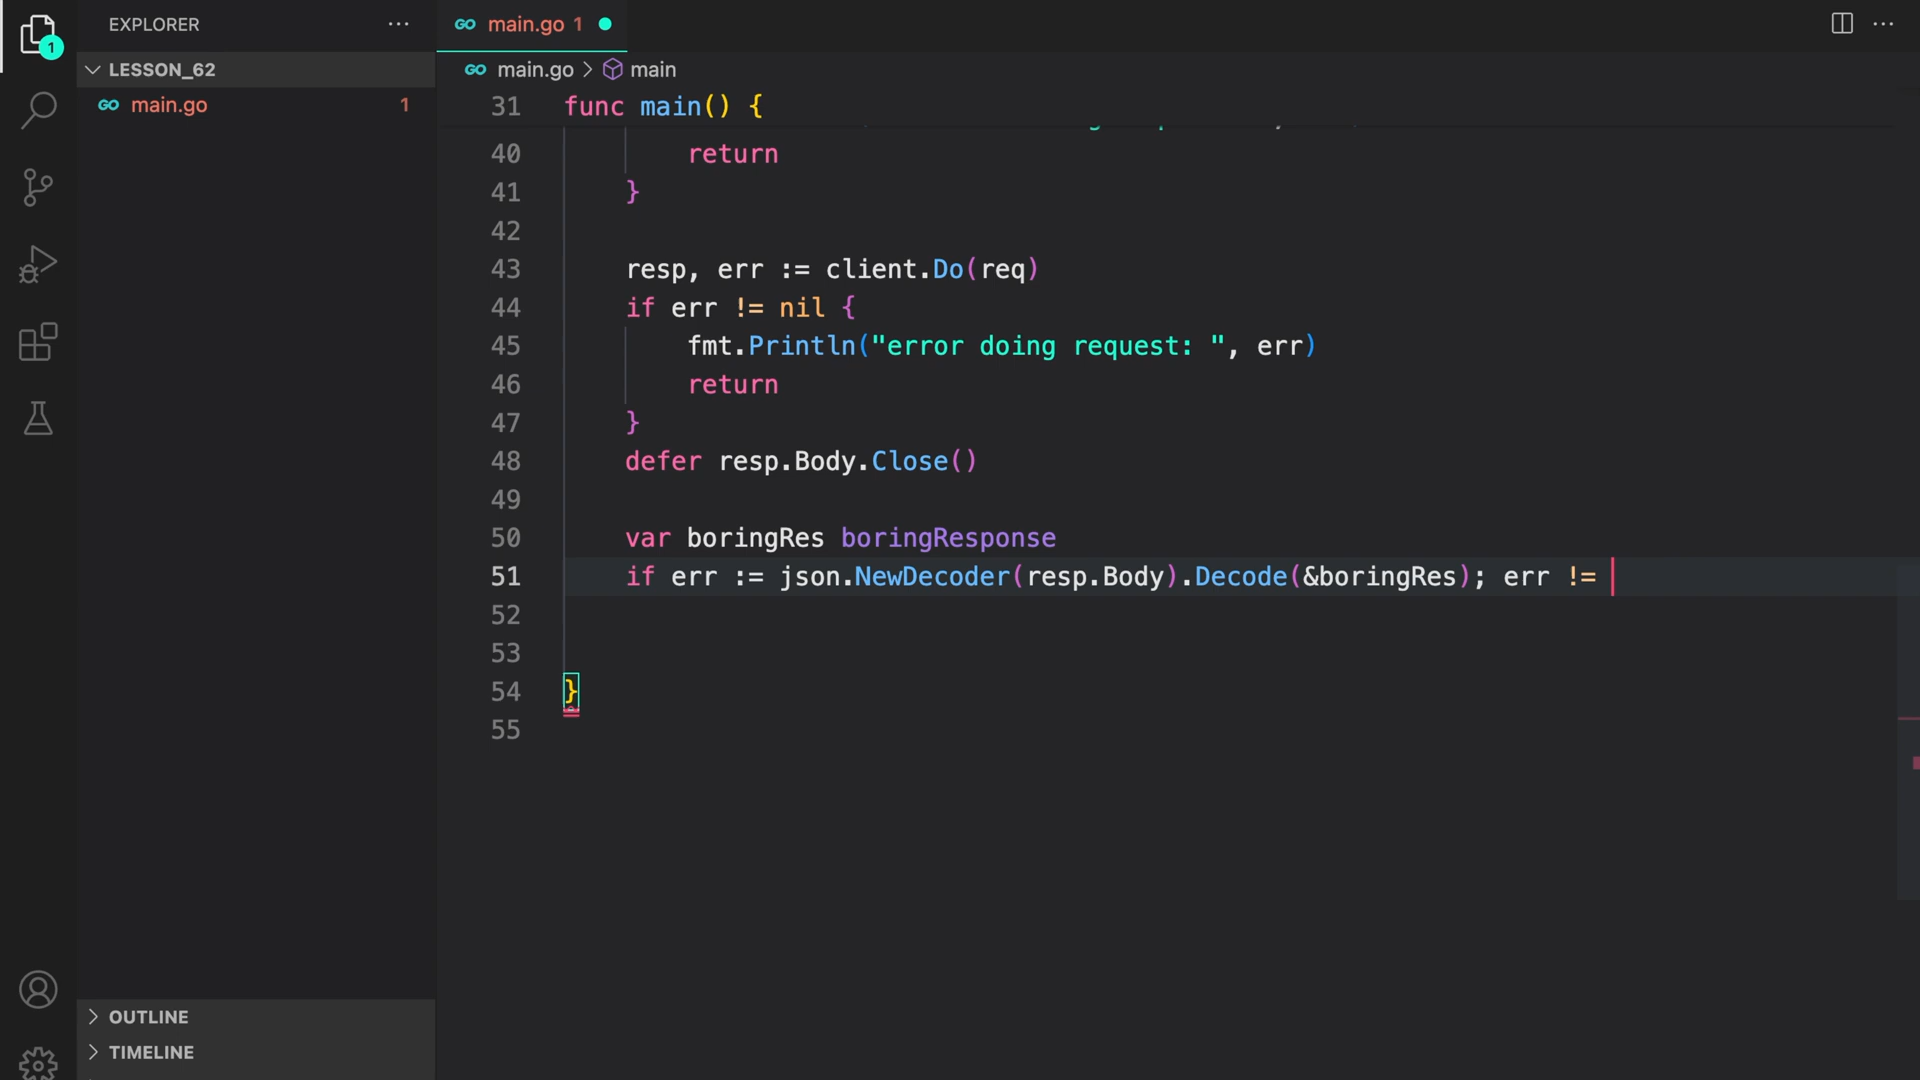 EXPLORER
LESSON_62
main.go 1
1
OUTLINE
TIMELINE
main.go 1
main.go > main
31 func main() {
40 return
41 }
42
43 resp, err := client.Do(req)
44 if err != nil {
45 fmt.Println("error doing request: ", err)
46 return
47 }
48 defer resp.Body.Close()
49
50 var boringRes boringResponse
51 if err := json.NewDecoder(resp.Body).Decode(&boringRes); err !=
52
53
54 }
55